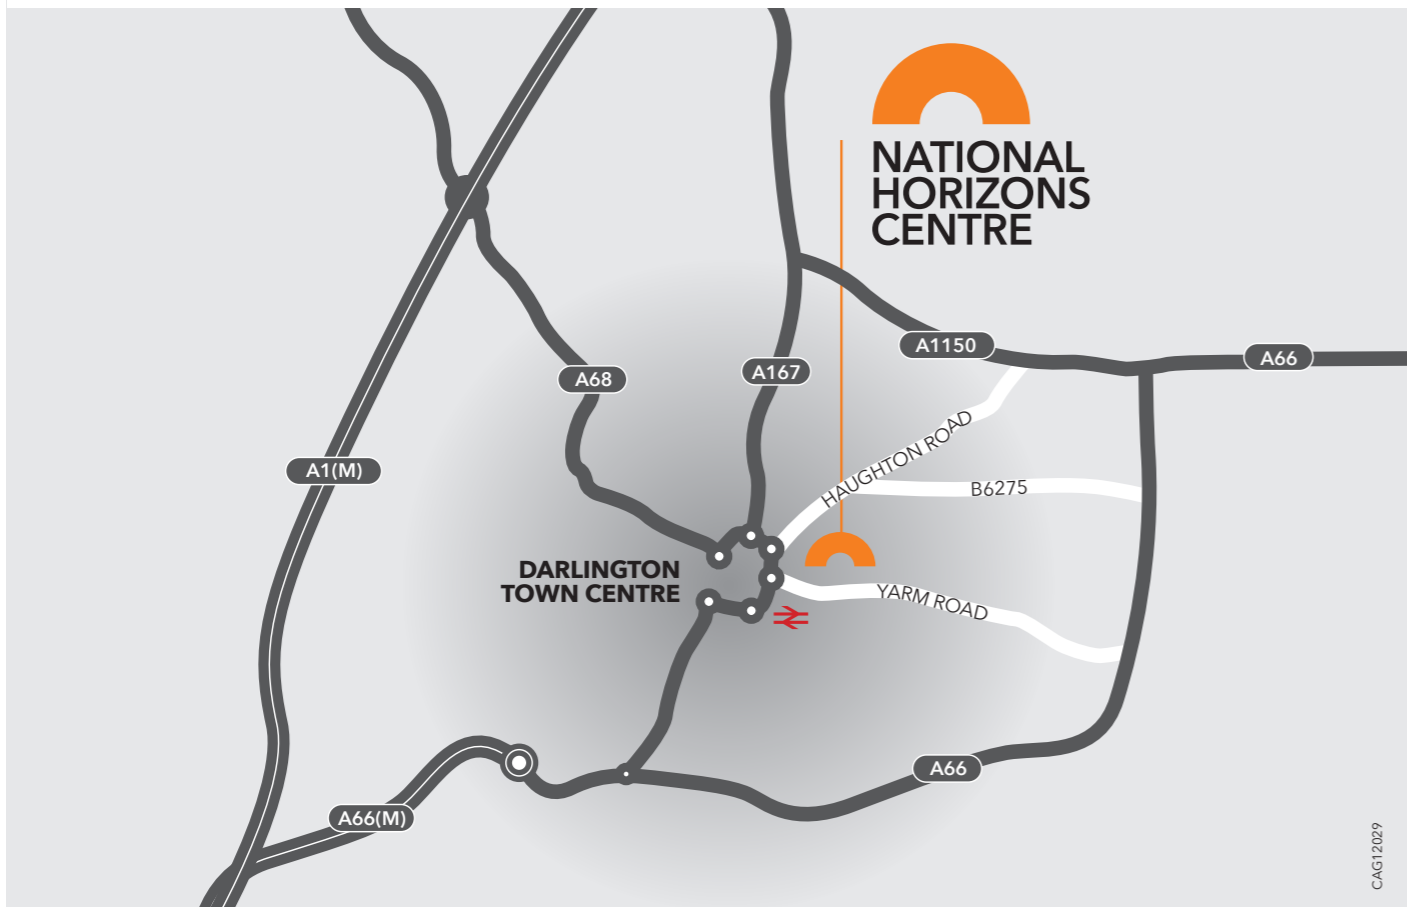 NATIONAL
HORIZONS
CENTRE
A1150
A66
A167
A68
HAUGHTON ROAD
A1(M)
B6275
DARLINGTON
TOWN CENTRE
YARM ROAD
A66
A66(M)
CAG12029